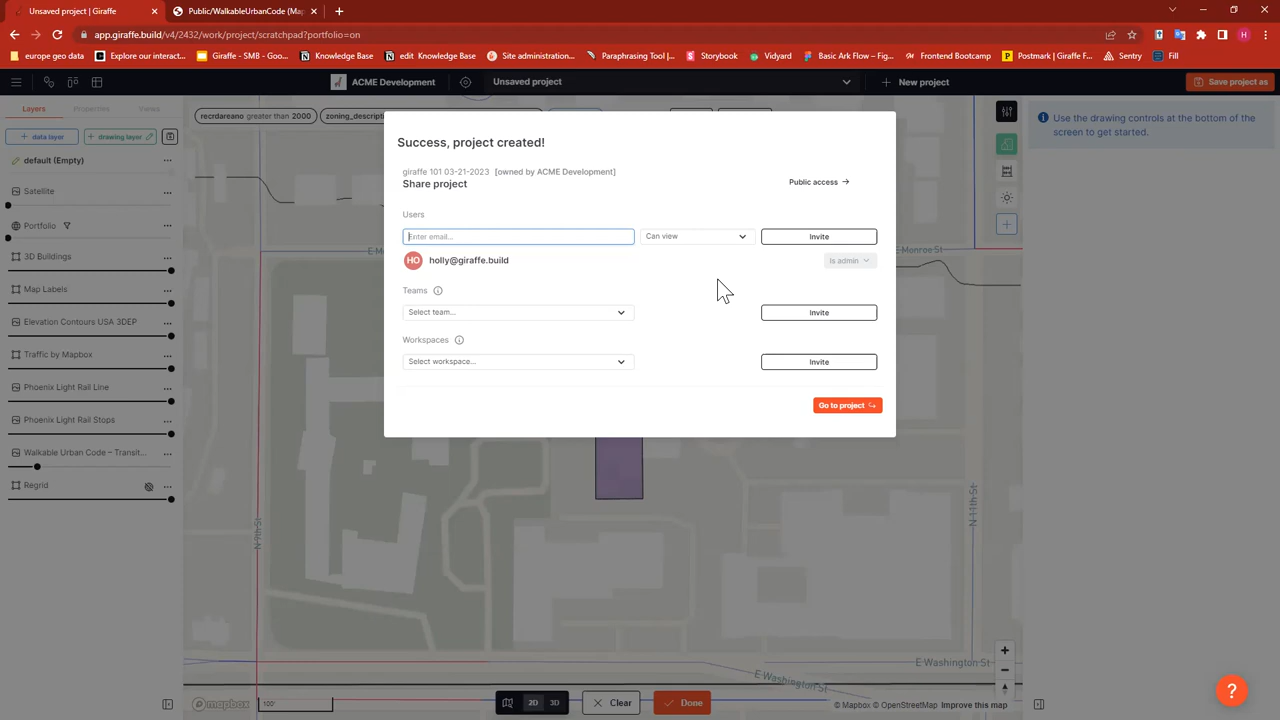 Unsaved project | Giraffe
Public/WalkableUrbanCode (Map
app.giraffe.build/v4/2432/work/project/scratchpad?portfolio=on
H
europe geo data
Explore our interact...
Giraffe - SMB - Goo...
Knowledge Base
edit Knowledge Base
Site administration...
Paraphrasing Tool |...
Storybook
Vidyard
Basic Ark Flow – Fig...
Frontend Bootcamp
Postmark | Giraffe F...
Sentry
Fill
ACME Development
Unsaved project
New project
Save project as
Layers
Properties
Views
+ data layer
+ drawing layer
default (Empty)
Satellite
Portfolio
3D Buildings
Map Labels
Elevation Contours USA 3DEP
Traffic by Mapbox
Phoenix Light Rail Line
Phoenix Light Rail Stops
Walkable Urban Code – Transit...
Regrid
recrdareano greater than 2000
zoning_descripti
Success, project created!
giraffe 101 03-21-2023 [owned by ACME Development]
Share project
Public access
Users
Enter email...
Can view
Invite
HO
holly@giraffe.build
Is admin
Teams
Select team...
Invite
Workspaces
Select workspace...
Invite
Go to project
Use the drawing controls at the bottom of the
screen to get started.
E Monroe St
N 7th St
N 11th St
E Washington St
E Washington St
mapbox
100'
2D
3D
Clear
Done
© Mapbox © OpenStreetMap Improve this map
?